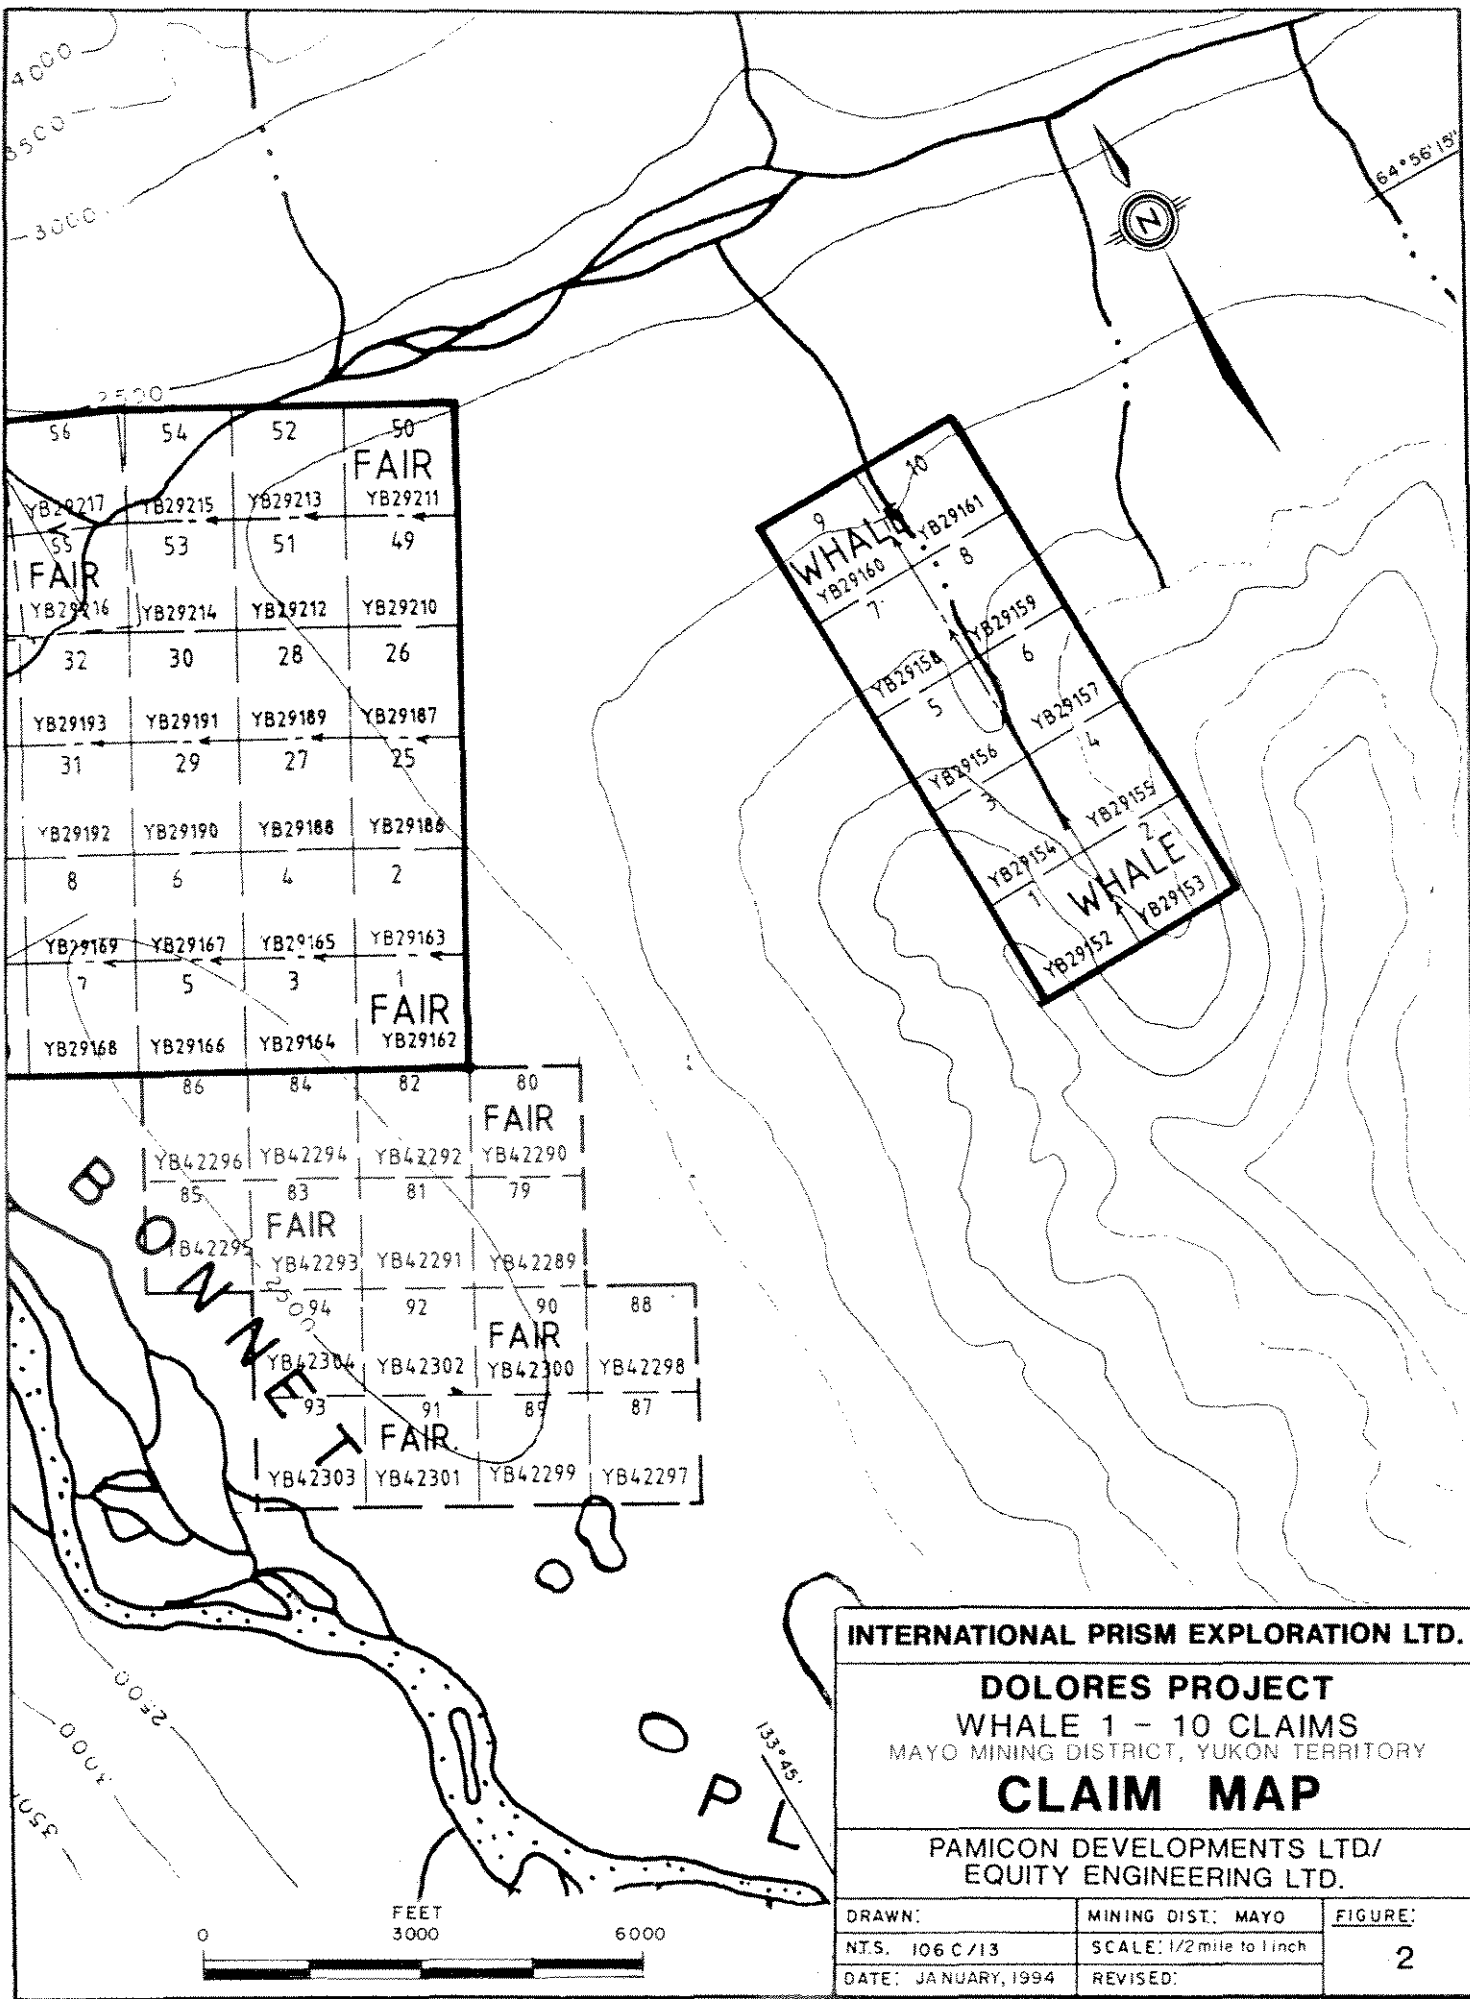 4000
3500
3000
64°56'15"
N
2500
56 54 52 50
FAIR
YB29217 YB29215 YB29213 YB29211
55 53 51 49
FAIR
YB29216 YB29214 YB29212 YB29210
32 30 28 26
YB29193 YB29191 YB29189 YB29187
31 29 27 25
YB29192 YB29190 YB29188 YB29186
8 6 4 2
YB29169 YB29167 YB29165 YB29163
7 5 3 1
FAIR
YB29168 YB29166 YB29164 YB29162
9 10
WHALE
YB29160 YB29161
7 8
YB29158 YB29159
5 6
YB29156 YB29157
3 4
YB29154 YB29155
1 2
WHALE
YB29152 YB29153
86 84 82 80
FAIR
YB42296 YB42294 YB42292 YB42290
85 83 81 79
FAIR
YB42295 YB42293 YB42291 YB42289
94 92 90 88
FAIR
YB42304 YB42302 YB42300 YB42298
93 91 89 87
FAIR
YB42303 YB42301 YB42299 YB42297
BONNET
PL
2500
3000
133°45'
FEET
0 3000 6000
INTERNATIONAL PRISM EXPLORATION LTD.
DOLORES PROJECT
WHALE 1 - 10 CLAIMS
MAYO MINING DISTRICT, YUKON TERRITORY
CLAIM MAP
PAMICON DEVELOPMENTS LTD/
EQUITY ENGINEERING LTD.
DRAWN: MINING DIST: MAYO FIGURE:
N.T.S. 106 C/13 SCALE: 1/2 mile to 1 inch 2
DATE: JANUARY, 1994 REVISED: